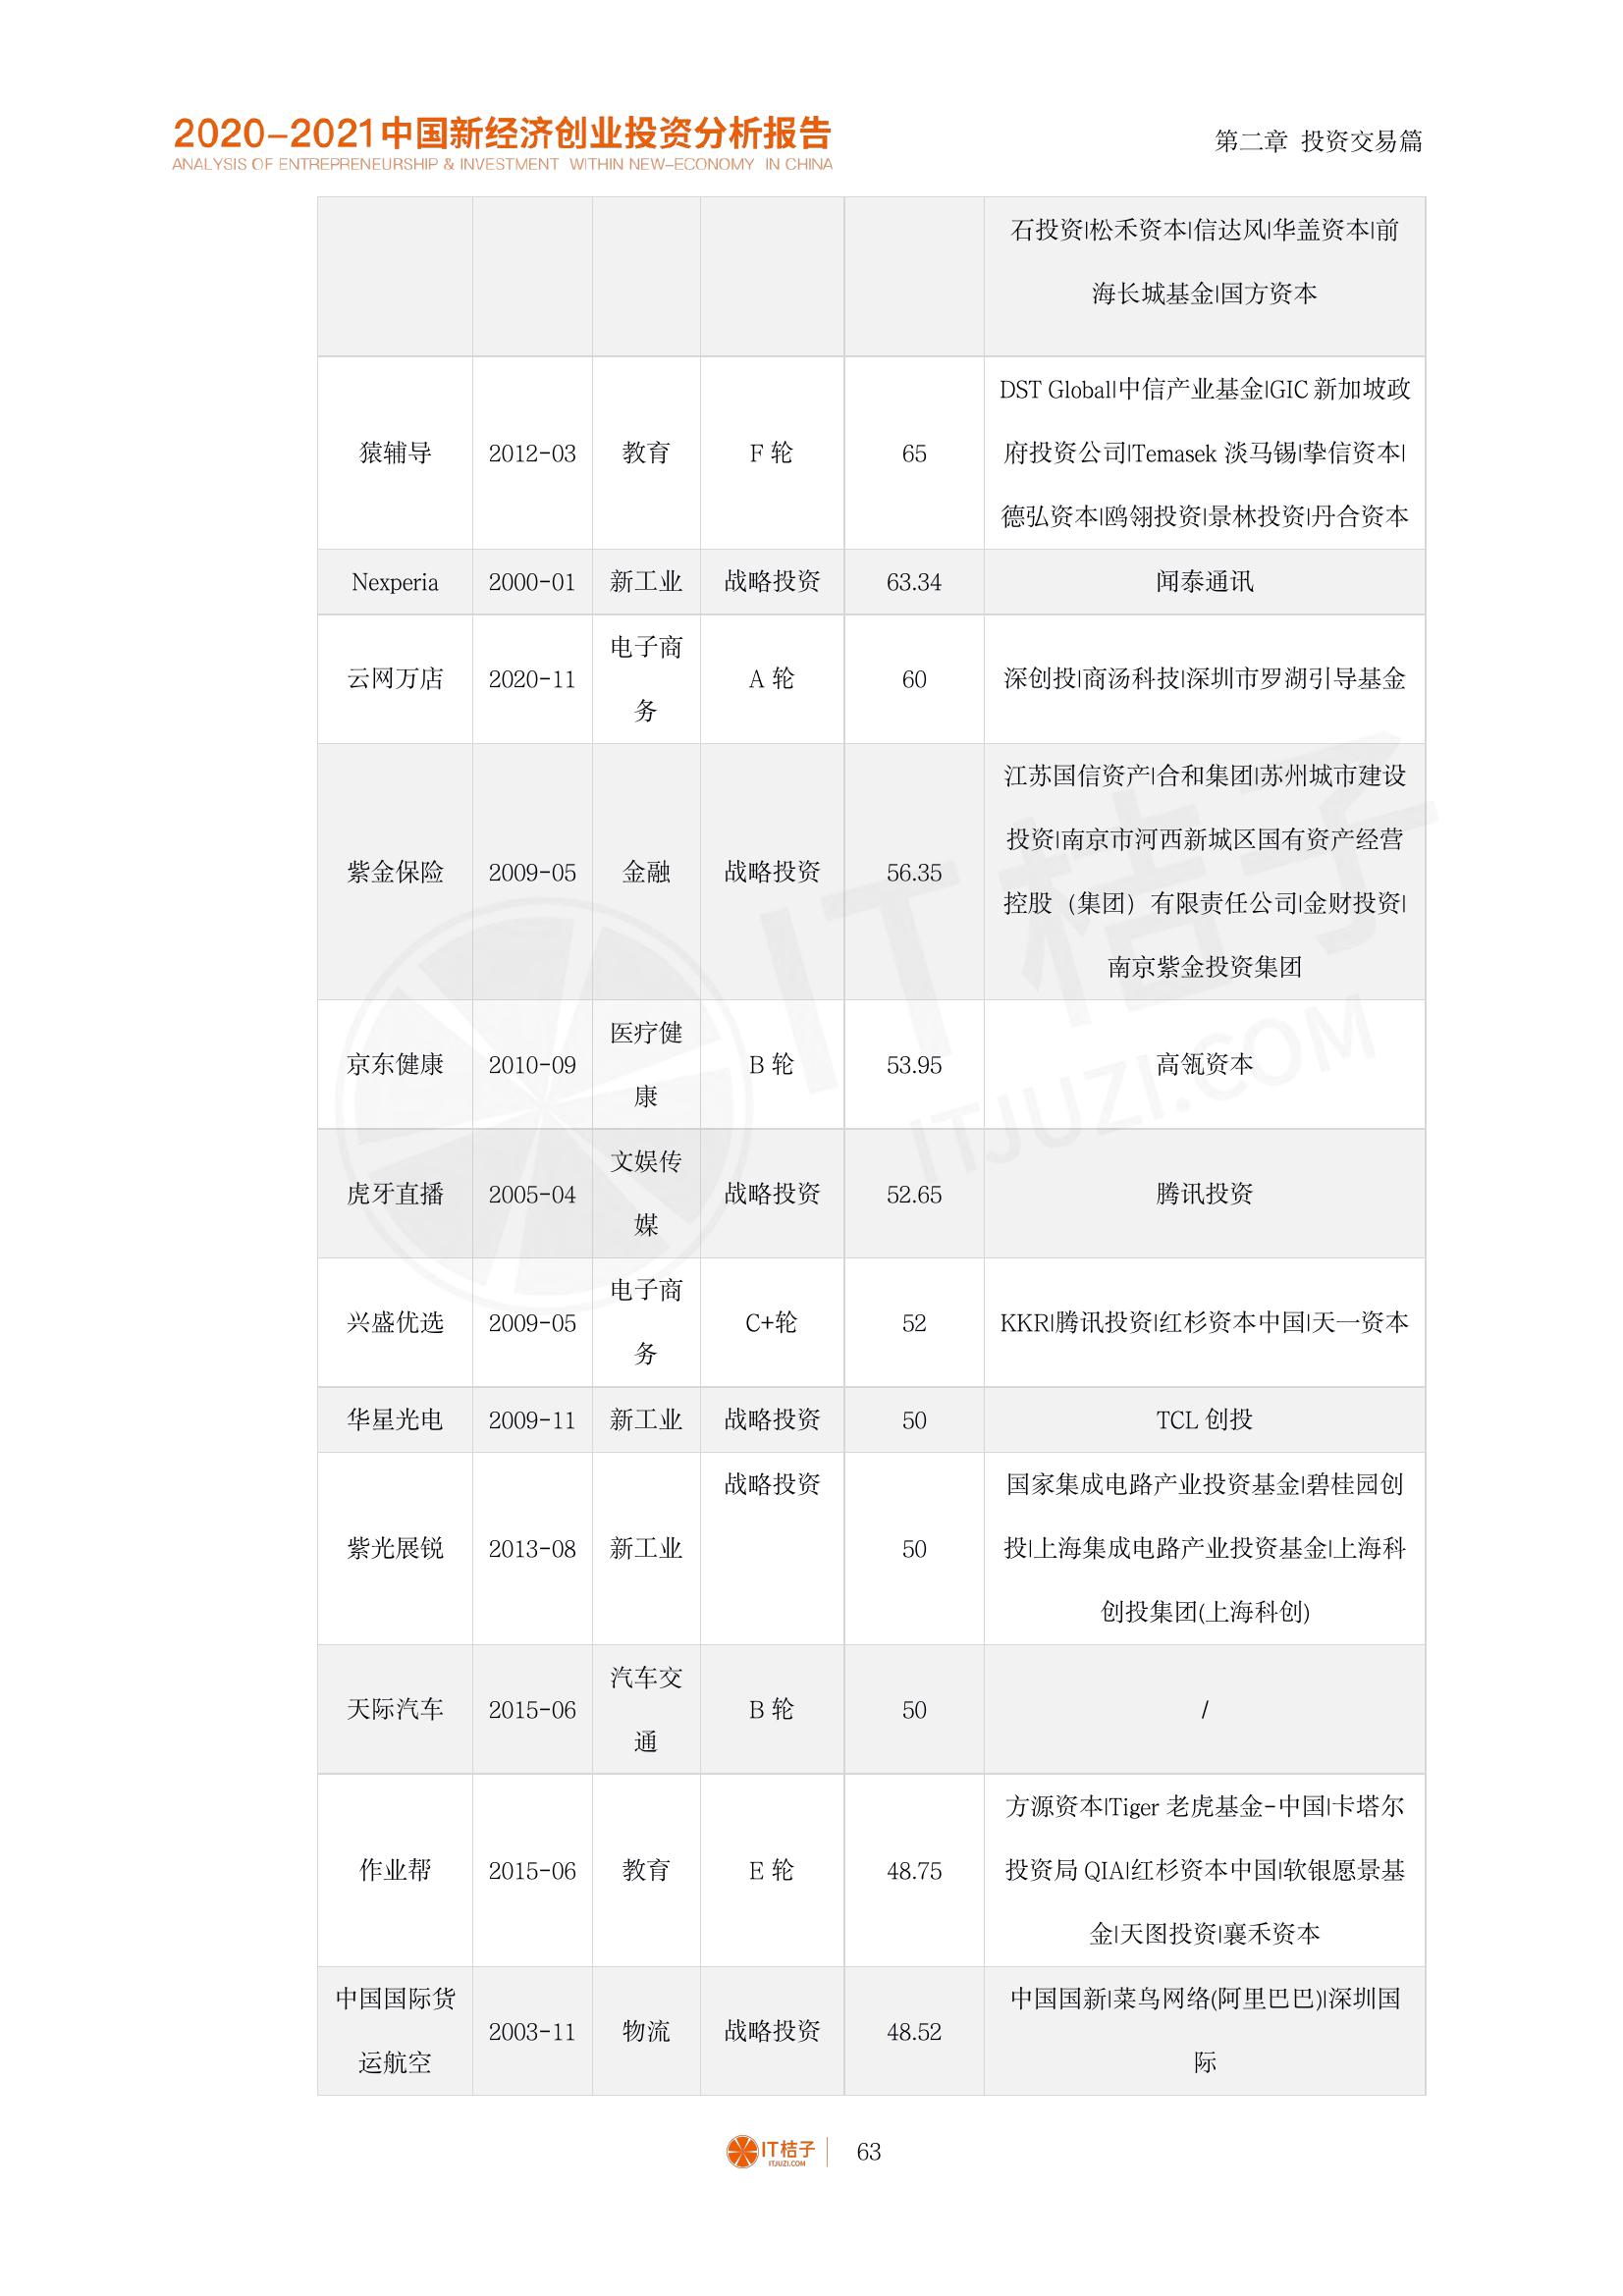 2020-2021中国新经济创业投资分析报告
ANALYSIS OF ENTREPRENEURSHIP & INVESTMENT WITHIN NEW-ECONOMY IN CHINA
第二章 投资交易篇
石投资|松禾资本|信达风|华盖资本|前
海长城基金|国方资本
猿辅导 2012-03 教育 F 轮 65
DST Global|中信产业基金|GIC 新加坡政
府投资公司|Temasek 淡马锡|挚信资本|
德弘资本|鸥翎投资|景林投资|丹合资本
Nexperia 2000-01 新工业 战略投资 63.34 闻泰通讯
云网万店 2020-11
电子商
务
A 轮 60 深创投|商汤科技|深圳市罗湖引导基金
紫金保险 2009-05 金融 战略投资 56.35
江苏国信资产|合和集团|苏州城市建设
投资|南京市河西新城区国有资产经营
控股（集团）有限责任公司|金财投资|
南京紫金投资集团
京东健康 2010-09
医疗健
康
B 轮 53.95 高瓴资本
虎牙直播 2005-04
文娱传
媒
战略投资 52.65 腾讯投资
兴盛优选 2009-05
电子商
务
C+轮 52 KKR|腾讯投资|红杉资本中国|天一资本
华星光电 2009-11 新工业 战略投资 50 TCL 创投
紫光展锐 2013-08 新工业 战略投资 50
国家集成电路产业投资基金|碧桂园创
投|上海集成电路产业投资基金|上海科
创投集团(上海科创)
天际汽车 2015-06
汽车交
通
B 轮 50 /
作业帮 2015-06 教育 E 轮 48.75
方源资本|Tiger 老虎基金-中国|卡塔尔
投资局 QIA|红杉资本中国|软银愿景基
金|天图投资|襄禾资本
中国国际货
运航空
2003-11 物流 战略投资 48.52
中国国新|菜鸟网络(阿里巴巴)|深圳国
际
IT桔子
ITJUZI.COM
IT桔子
ITJUZI.COM
63